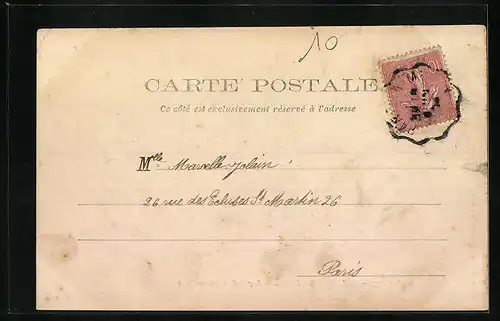 10
CARTE POSTALE
Ce côté est exclusivement réservé à l'adresse
Mlle Marcelle Jolain
26 rue des Ecluses St Martin 26
Paris